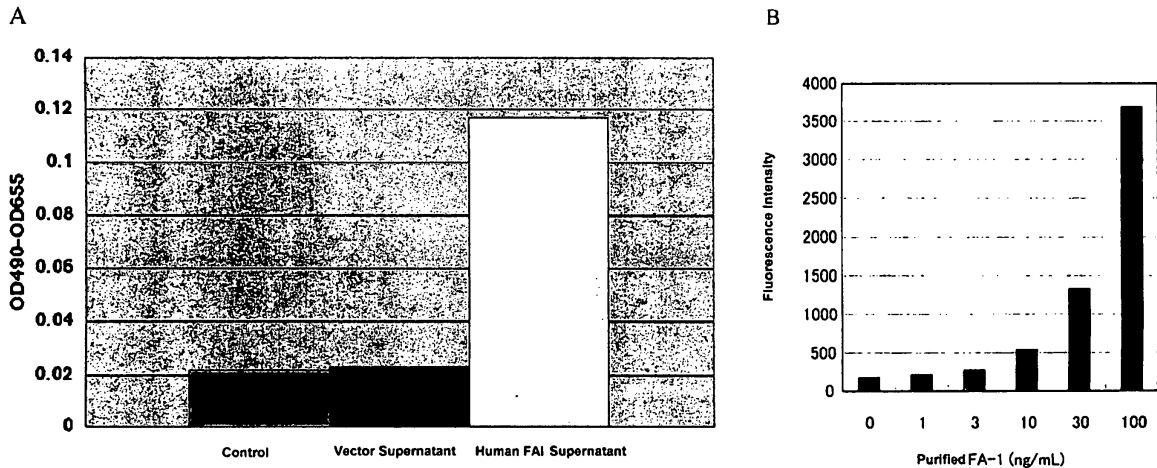 A
0.14
0.12
0.1
0.08
0.06
0.04
0.02
0
OD490-OD655
Control
Vector Supernatant
Human FAI Supernatant
B
4000
3500
3000
2500
2000
1500
1000
500
0
Fluorescence Intensity
0 1 3 10 30 100
Purified FA-1 (ng/mL)